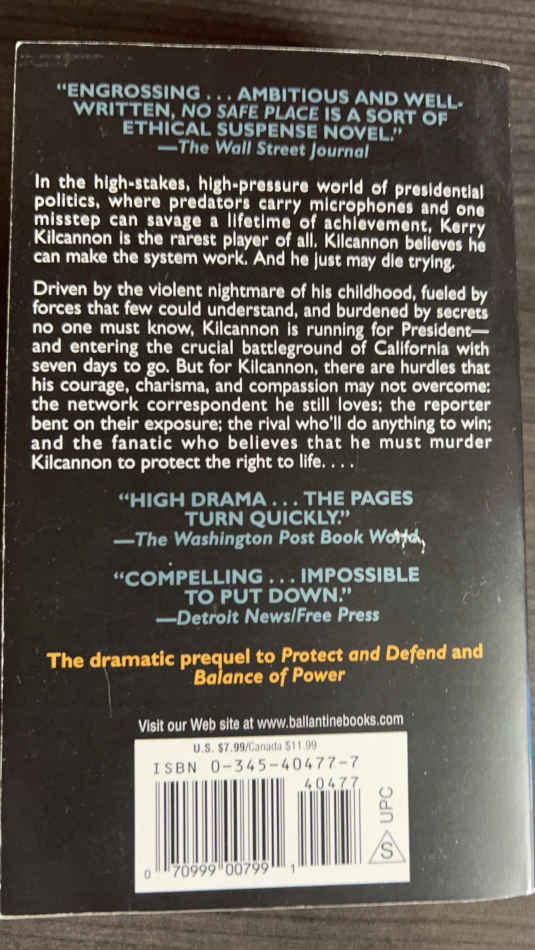 “ENGROSSING . . . AMBITIOUS AND WELL-
WRITTEN, NO SAFE PLACE IS A SORT OF
ETHICAL SUSPENSE NOVEL.”
—The Wall Street Journal
In the high-stakes, high-pressure world of presidential
politics, where predators carry microphones and one
misstep can savage a lifetime of achievement, Kerry
Kilcannon is the rarest player of all. Kilcannon believes he
can make the system work. And he just may die trying.
Driven by the violent nightmare of his childhood, fueled by
forces that few could understand, and burdened by secrets
no one must know, Kilcannon is running for President—
and entering the crucial battleground of California with
seven days to go. But for Kilcannon, there are hurdles that
his courage, charisma, and compassion may not overcome:
the network correspondent he still loves; the reporter
bent on their exposure; the rival who’ll do anything to win;
and the fanatic who believes that he must murder
Kilcannon to protect the right to life. . . .
“HIGH DRAMA . . . THE PAGES
TURN QUICKLY.”
—The Washington Post Book World
“COMPELLING . . . IMPOSSIBLE
TO PUT DOWN.”
—Detroit News/Free Press
The dramatic prequel to Protect and Defend and
Balance of Power
Visit our Web site at www.ballantinebooks.com
U.S. $7.99/Canada $11.99
ISBN 0-345-40477-7
40477
UPC
S
0 70999 00799 1